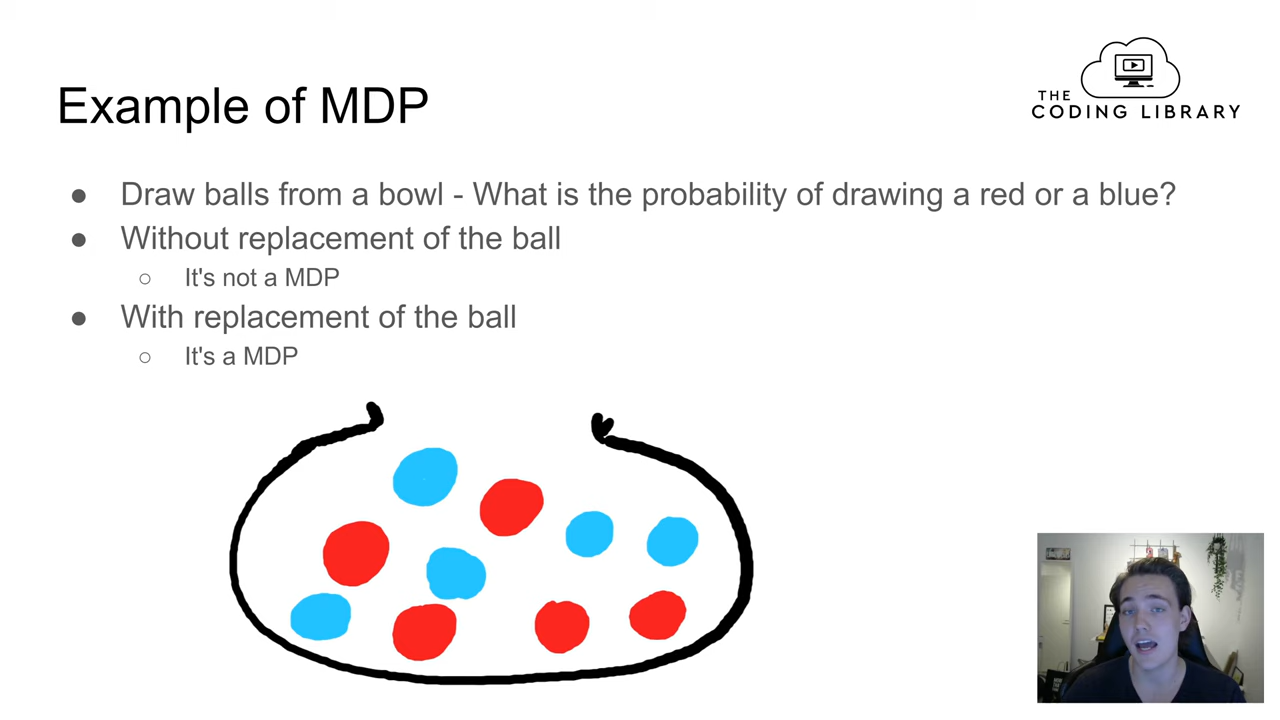 THE
CODING LIBRARY
Example of MDP
● Draw balls from a bowl - What is the probability of drawing a red or a blue?
● Without replacement of the ball
○ It's not a MDP
● With replacement of the ball
○ It's a MDP